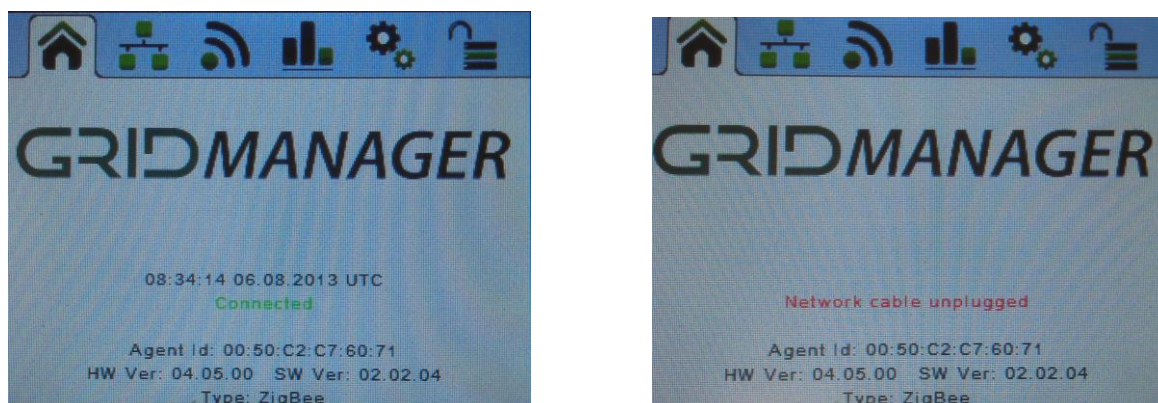 GRIDMANAGER
08:34:14 06.08.2013 UTC
Connected
Agent Id: 00:50:C2:C7:60:71
HW Ver: 04.05.00 SW Ver: 02.02.04
Type: ZigBee
GRIDMANAGER
Network cable unplugged
Agent Id: 00:50:C2:C7:60:71
HW Ver: 04.05.00 SW Ver: 02.02.04
Type: ZigBee